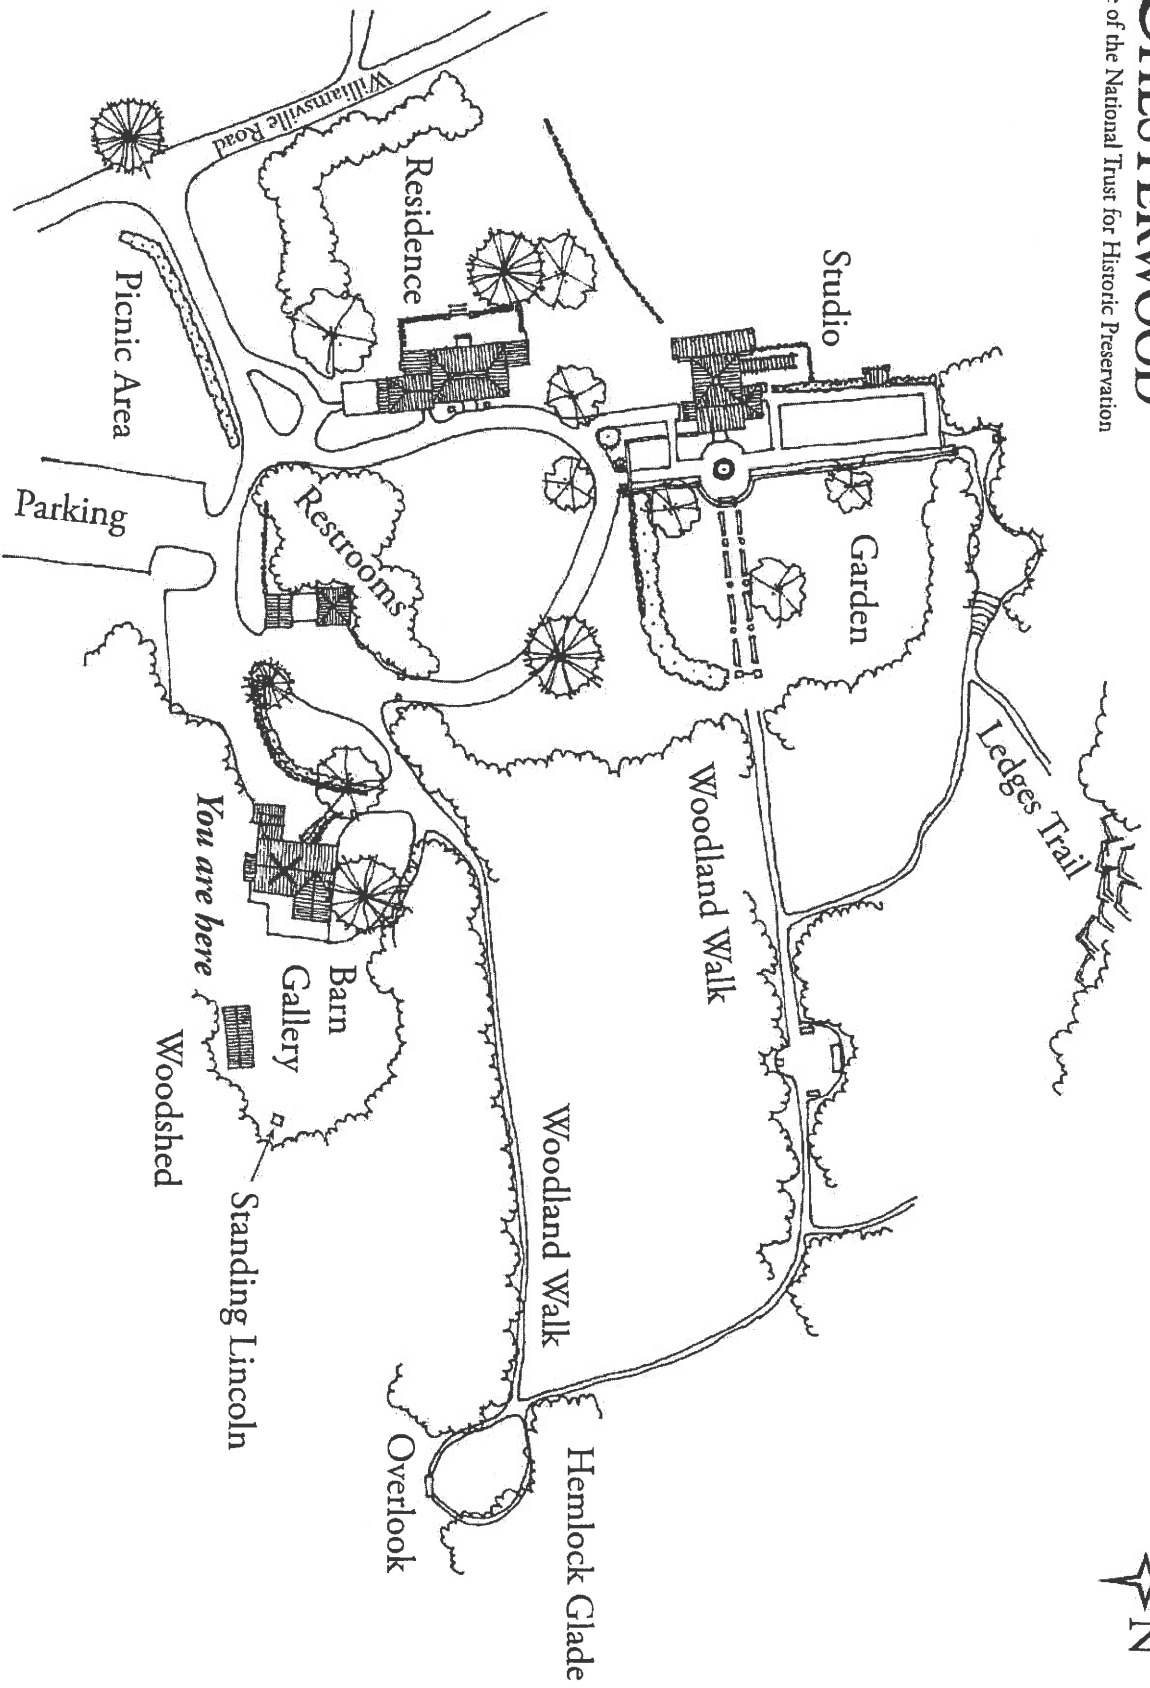 e of the National Trust for Historic Preservation
Williamsville Road
Residence
Studio
Picnic Area
Parking
Restrooms
Garden
Ledges Trail
Woodland Walk
You are here
Barn
Gallery
Woodshed
Standing Lincoln
Woodland Walk
Overlook
Hemlock Glade
N